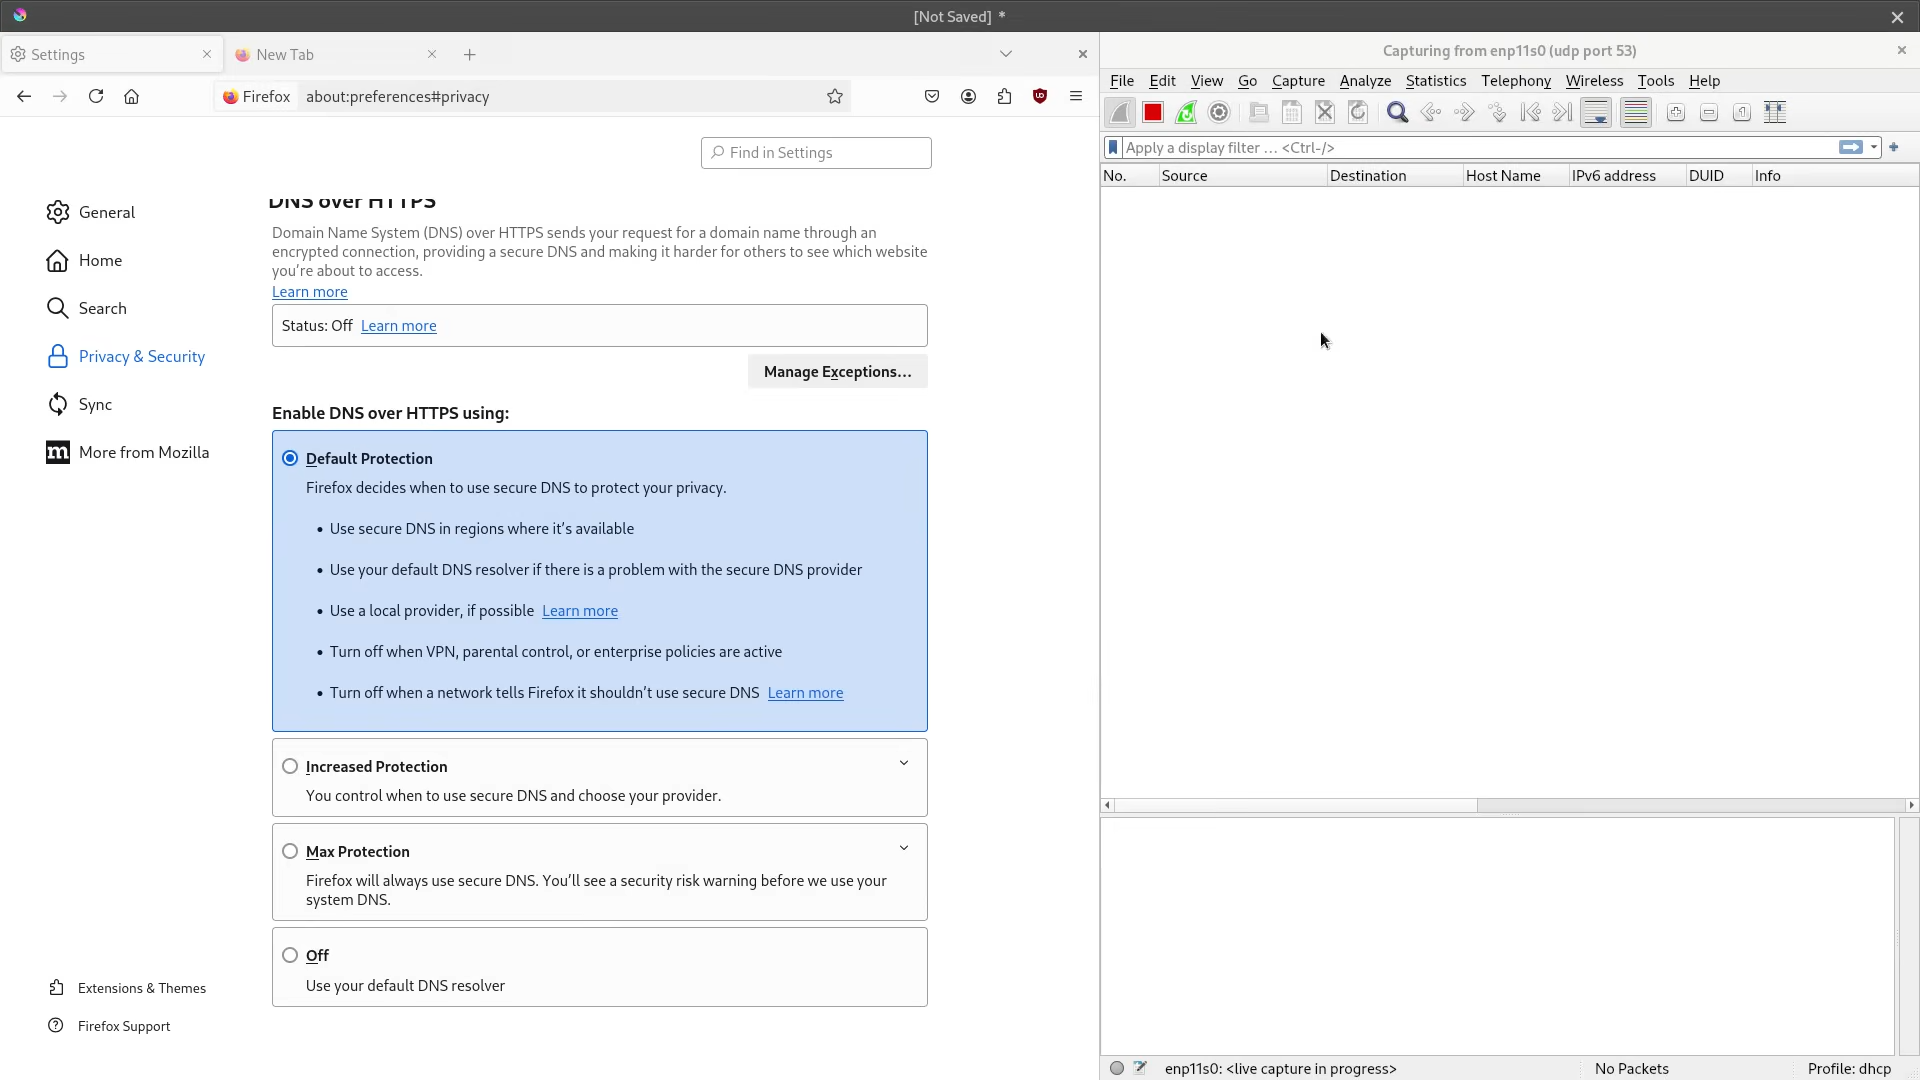 [Not Saved] *
Settings
New Tab
Firefox
about:preferences#privacy
Find in Settings
General
Home
Search
Privacy & Security
Sync
More from Mozilla
Extensions & Themes
Firefox Support
DNS over HTTPS
Domain Name System (DNS) over HTTPS sends your request for a domain name through an
encrypted connection, providing a secure DNS and making it harder for others to see which website
you’re about to access.
Learn more
Status: Off Learn more
Manage Exceptions…
Enable DNS over HTTPS using:
Default Protection
Firefox decides when to use secure DNS to protect your privacy.
• Use secure DNS in regions where it’s available
• Use your default DNS resolver if there is a problem with the secure DNS provider
• Use a local provider, if possible Learn more
• Turn off when VPN, parental control, or enterprise policies are active
• Turn off when a network tells Firefox it shouldn’t use secure DNS Learn more
Increased Protection
You control when to use secure DNS and choose your provider.
Max Protection
Firefox will always use secure DNS. You’ll see a security risk warning before we use your
system DNS.
Off
Use your default DNS resolver
Capturing from enp11s0 (udp port 53)
File Edit View Go Capture Analyze Statistics Telephony Wireless Tools Help
Apply a display filter … <Ctrl-/>
No. Source Destination Host Name IPv6 address DUID Info
enp11s0: <live capture in progress>
No Packets
Profile: dhcp